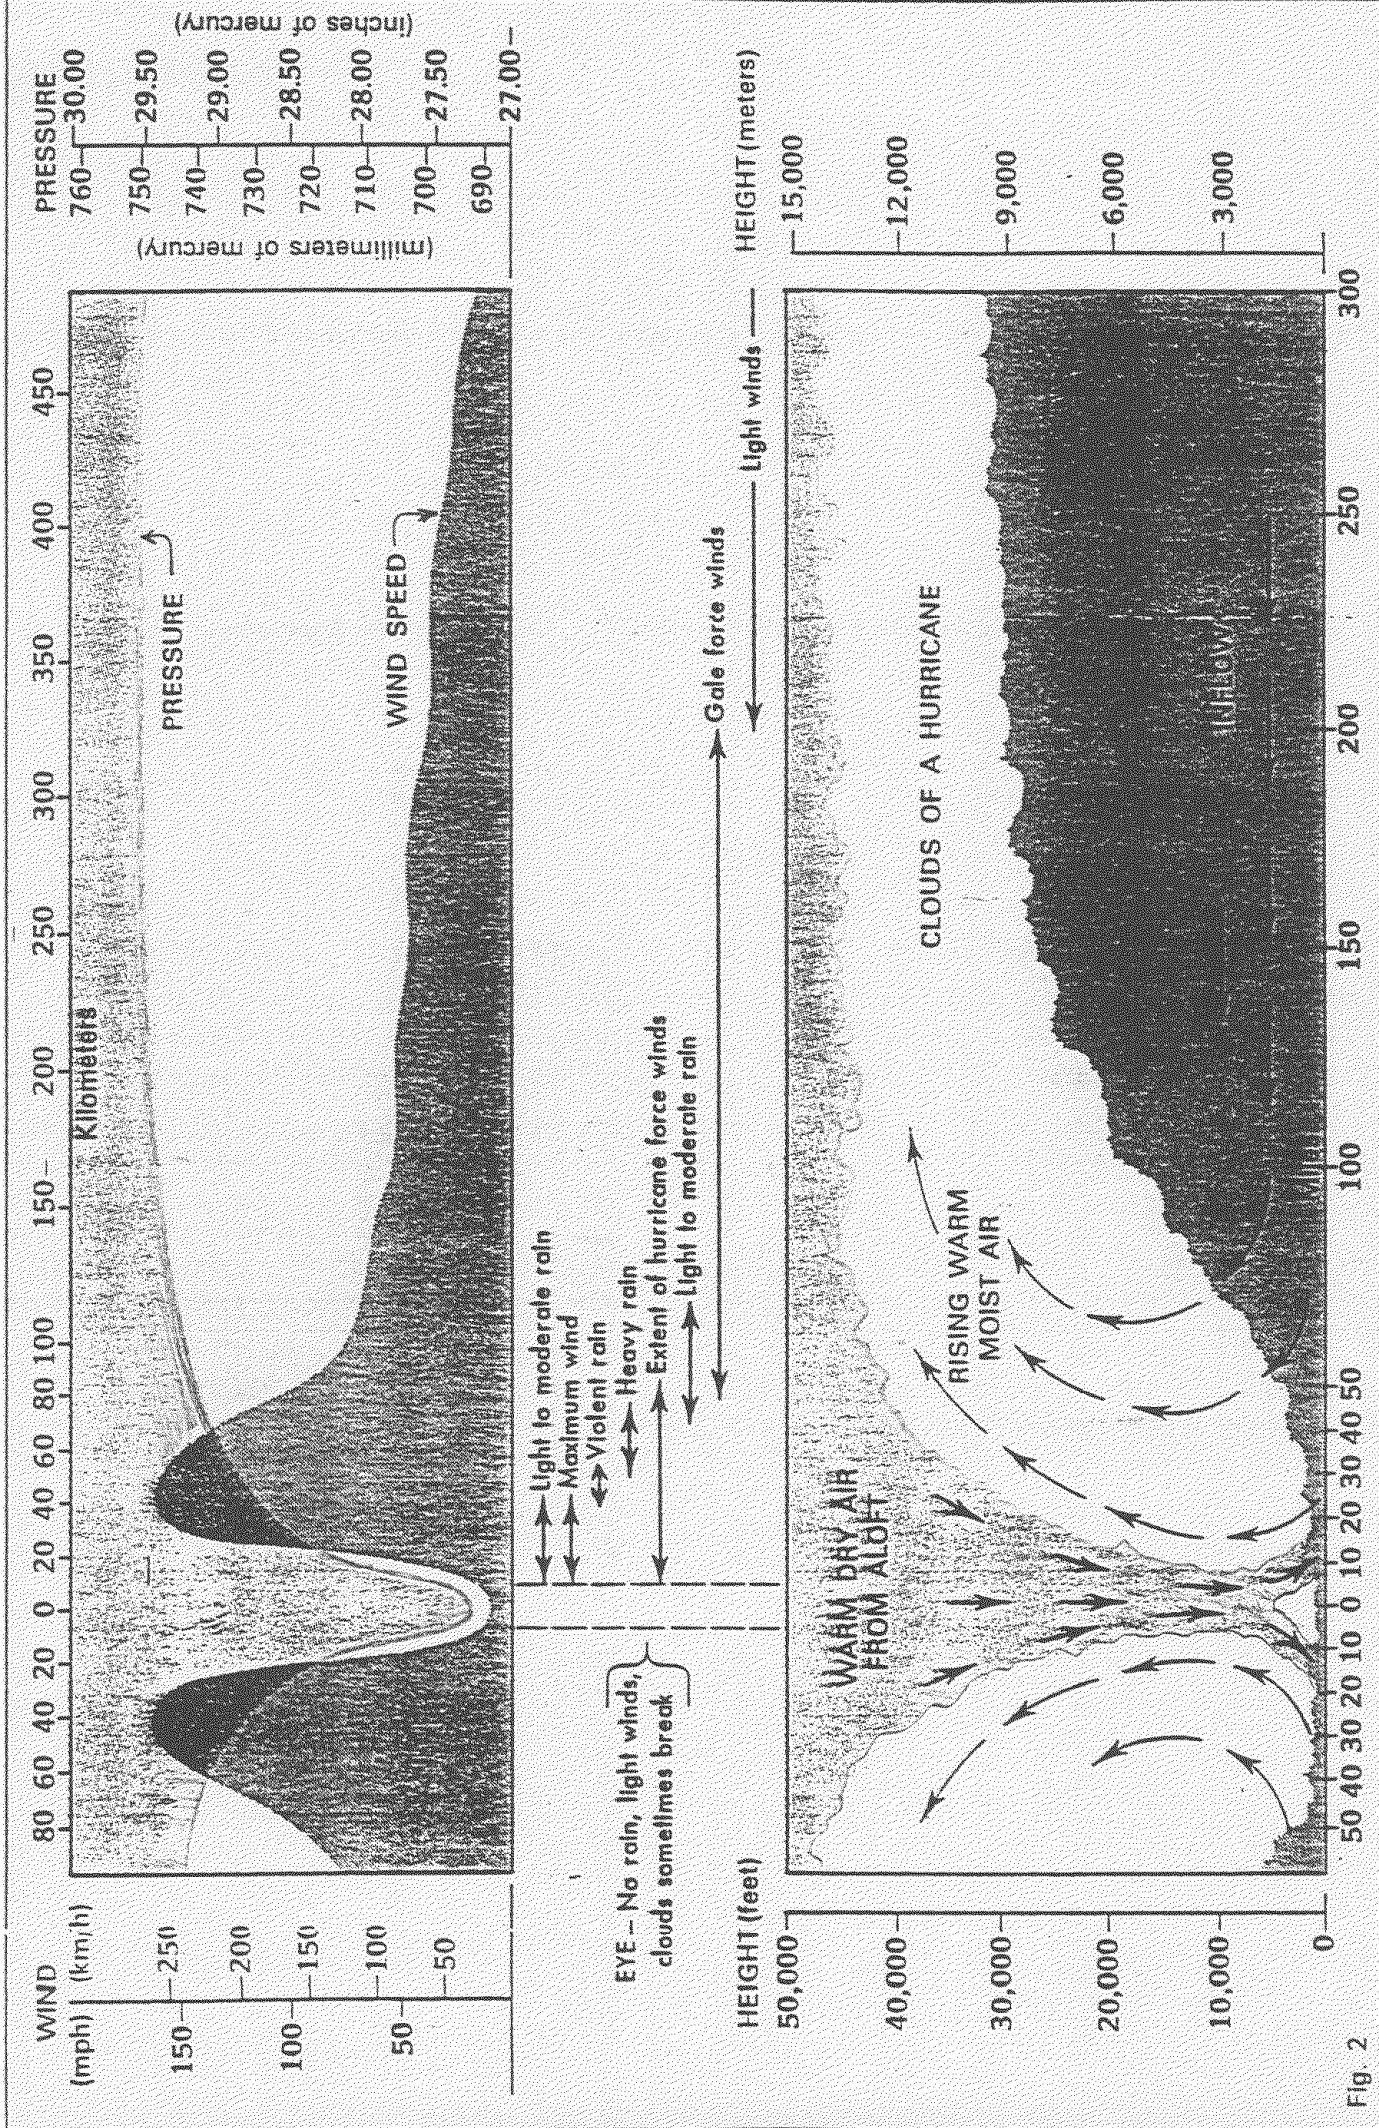 WIND
(mph) (km/h)
150
100
50
250
200
150
100
50
80 60 40 20 0 20 40 60 80 100 150 200 250 300 350 400 450
Kilometers
PRESSURE
WIND SPEED
PRESSURE
(millimeters of mercury)
(inches of mercury)
760
750
740
730
720
710
700
690
30.00
29.50
29.00
28.50
28.00
27.50
27.00
Light to moderate rain
Maximum wind
Violent rain
Heavy rain
Extent of hurricane force winds
Light to moderate rain
Gale force winds
Light winds
EYE – No rain, light winds,
clouds sometimes break
HEIGHT (feet)
50,000
40,000
30,000
20,000
10,000
0
HEIGHT (meters)
15,000
12,000
9,000
6,000
3,000
WARM DRY AIR
FROM ALOFT
RISING WARM
MOIST AIR
CLOUDS OF A HURRICANE
50 40 30 20 10 0 10 20 30 40 50 100 150 200 250 300
Fig. 2